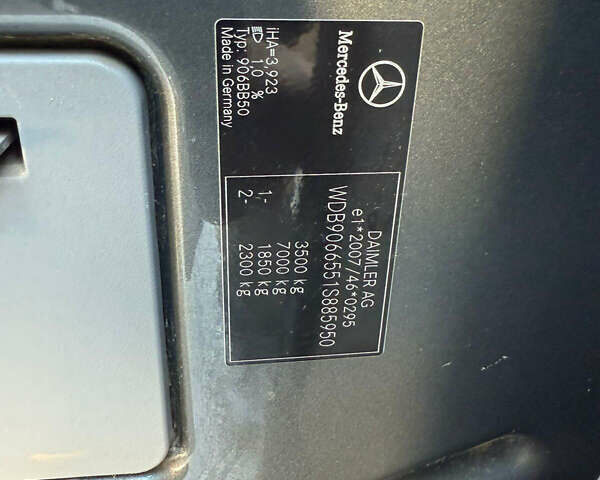 Mercedes-Benz
iHA=3,923
1,0 %
Typ: 906BB50
Made in Germany
DAIMLER AG
e1*2007/46*0295
WDB9066551S885950
3500 kg
7000 kg
1- 1850 kg
2- 2300 kg